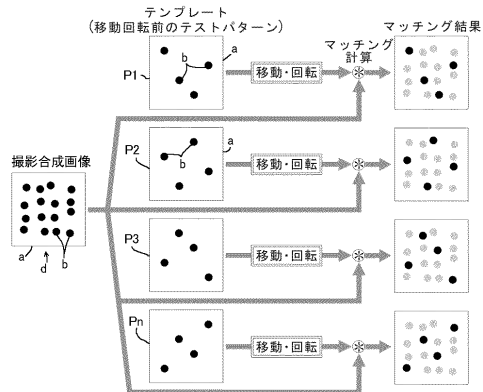 テンプレート
(移動回転前のテストパターン)
マッチング結果
マッチング
計算
P1
a
b
移動・回転
P2
a
b
移動・回転
撮影合成画像
a
d
b
P3
移動・回転
Pn
移動・回転